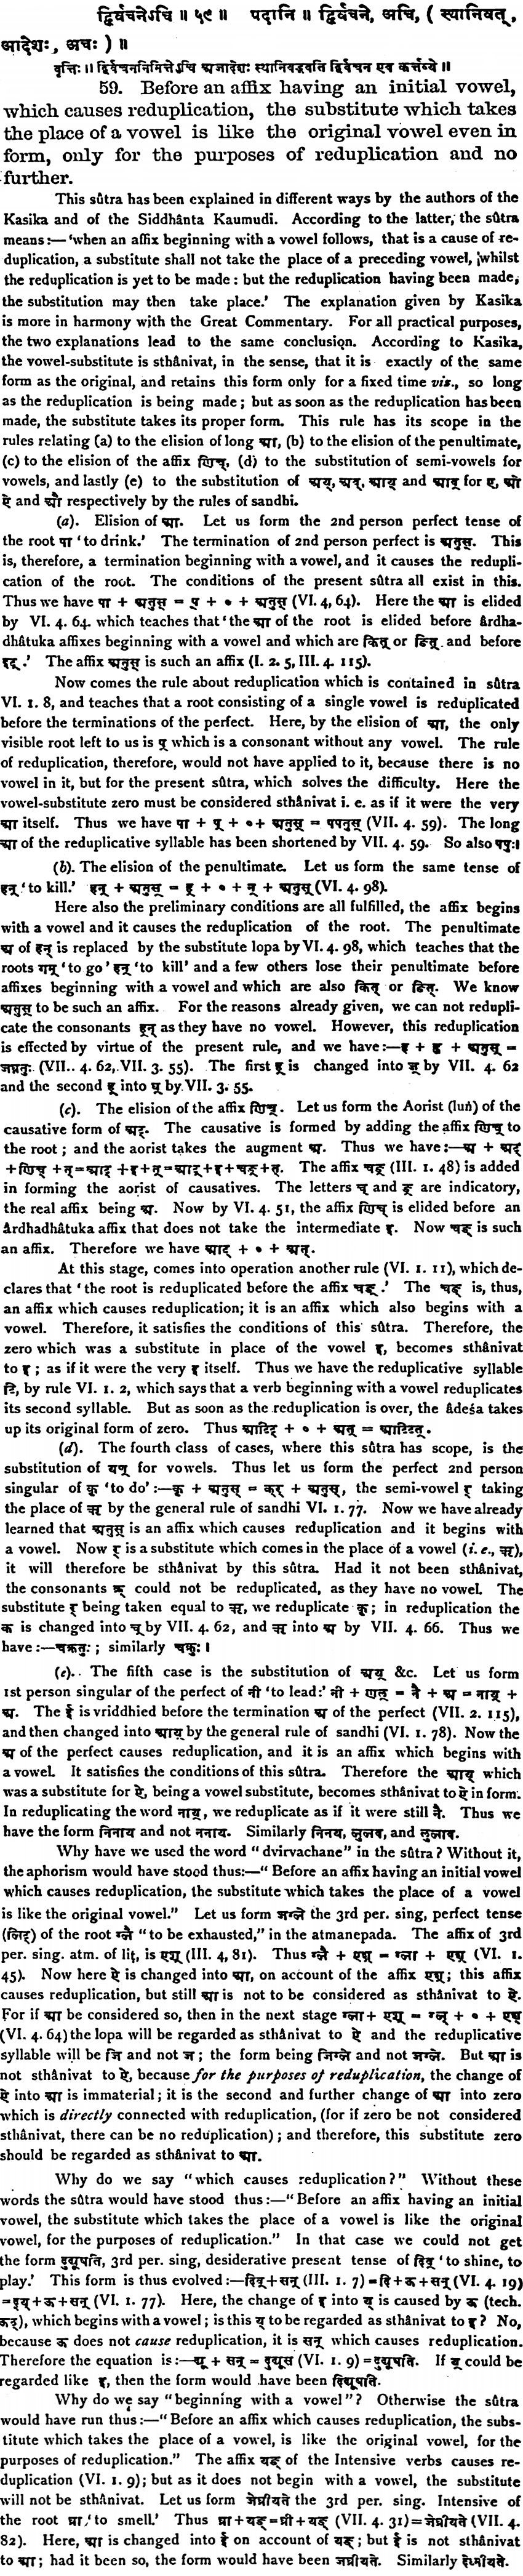 द्विर्वचनेऽचि ॥ ५९ ॥ पदानि ॥ द्विर्वचने, अचि, ( स्थानिवत्,
आदेशः, अचः ) ॥
वृत्तिः ॥ द्विर्वचननिमित्तेऽचि अजादेशः स्थानिवद्भवति द्विर्वचन एव कर्त्तव्ये ॥
59. Before an affix having an initial vowel,
which causes reduplication, the substitute which takes
the place of a vowel is like the original vowel even in
form, only for the purposes of reduplication and no
further.
This sûtra has been explained in different ways by the authors of the
Kasika and of the Siddhânta Kaumudi. According to the latter, the sûtra
means :—'when an affix beginning with a vowel follows, that is a cause of re-
duplication, a substitute shall not take the place of a preceding vowel, whilst
the reduplication is yet to be made : but the reduplication having been made,
the substitution may then take place.' The explanation given by Kasika
is more in harmony with the Great Commentary. For all practical purposes,
the two explanations lead to the same conclusion. According to Kasika,
the vowel-substitute is sthânivat, in the sense, that it is exactly of the same
form as the original, and retains this form only for a fixed time viz., so long
as the reduplication is being made ; but as soon as the reduplication has been
made, the substitute takes its proper form. This rule has its scope in the
rules relating (a) to the elision of long आ, (b) to the elision of the penultimate,
(c) to the elision of the affix णिच्, (d) to the substitution of semi-vowels for
vowels, and lastly (e) to the substitution of अय्, अव्, आय् and आव् for ए, ओ
ऐ and औ respectively by the rules of sandhi.
(a). Elision of आ. Let us form the 2nd person perfect tense of
the root पा 'to drink.' The termination of 2nd person perfect is अतुस्. This
is, therefore, a termination beginning with a vowel, and it causes the redupli-
cation of the root. The conditions of the present sûtra all exist in this.
Thus we have पा + अतुस् = प् + ॰ + अतुस् (VI. 4, 64). Here the आ is elided
by VI. 4. 64 which teaches that 'the आ of the root is elided before ârdha-
dhâtuka affixes beginning with a vowel and which are कित् or ङित् and before
इट्.' The affix अतुस् is such an affix (I. 2. 5, III. 4. 115).
Now comes the rule about reduplication which is contained in sûtra
VI. 1. 8, and teaches that a root consisting of a single vowel is reduplicated
before the terminations of the perfect. Here, by the elision of आ, the only
visible root left to us is प् which is a consonant without any vowel. The rule
of reduplication, therefore, would not have applied to it, because there is no
vowel in it, but for the present sûtra, which solves the difficulty. Here the
vowel-substitute zero must be considered sthânivat i. e. as if it were the very
आ itself. Thus we have पा + प् + ॰ + अतुस् = पपतुस् (VII. 4. 59). The long
आ of the reduplicative syllable has been shortened by VII. 4. 59. So also पपुः।
(b). The elision of the penultimate. Let us form the same tense of
हन् 'to kill.' हन् + अतुस् = ह् + ॰ + न् + अतुस् (VI. 4. 98).
Here also the preliminary conditions are all fulfilled, the affix begins
with a vowel and it causes the reduplication of the root. The penultimate
अ of हन् is replaced by the substitute lopa by VI. 4. 98, which teaches that the
roots गम् 'to go' हन् 'to kill' and a few others lose their penultimate before
affixes beginning with a vowel and which are also कित् or ङित्. We know
अतुस् to be such an affix. For the reasons already given, we can not redupli-
cate the consonants ह्न् as they have no vowel. However, this reduplication
is effected by virtue of the present rule, and we have :—ह + ह्न + अतुस् =
जघ्नतुः (VII.. 4. 62, VII. 3. 55). The first ह् is changed into ज् by VII. 4. 62
and the second ह् into घ् by VII. 3. 55.
(c). The elision of the affix णिच्. Let us form the Aorist (luṅ) of the
causative form of अट्. The causative is formed by adding the affix णिच् to
the root ; and the aorist takes the augment अ. Thus we have :—अ + अट्
+णिच् +त्=आट् +इ+त्=आट्+इ+चङ्+त्. The affix चङ् (III. 1. 48) is added
in forming the aorist of causatives. The letters च् and ङ् are indicatory,
the real affix being अ. Now by VI. 4. 51, the affix णिच् is elided before an
Ardhadhâtuka affix that does not take the intermediate इ. Now चङ् is such
an affix. Therefore we have आट् + ॰ + अत्.
At this stage, comes into operation another rule (VI. 1. 11), which de-
clares that 'the root is reduplicated before the affix चङ्.' The चङ् is, thus,
an affix which causes reduplication; it is an affix which also begins with a
vowel. Therefore, it satisfies the conditions of this sûtra. Therefore, the
zero which was a substitute in place of the vowel इ, becomes sthânivat
to इ ; as if it were the very इ itself. Thus we have the reduplicative syllable
टि, by rule VI. 1. 2, which says that a verb beginning with a vowel reduplicates
its second syllable. But as soon as the reduplication is over, the âdeśa takes
up its original form of zero. Thus आटिट् + ॰ + अत् = आटिटत्.
(d). The fourth class of cases, where this sûtra has scope, is the
substitution of यण् for vowels. Thus let us form the perfect 2nd person
singular of कृ 'to do' :—कृ + अतुस् = क्र् + अतुस्, the semi-vowel र् taking
the place of ऋ by the general rule of sandhi VI. 1. 77. Now we have already
learned that अतुस् is an affix which causes reduplication and it begins with
a vowel. Now र् is a substitute which comes in the place of a vowel (i. e., ऋ),
it will therefore be sthânivat by this sûtra. Had it not been sthânivat,
the consonants क्र् could not be reduplicated, as they have no vowel. The
substitute र् being taken equal to ऋ, we reduplicate कृ; in reduplication the
क is changed into च् by VII. 4. 62, and ऋ into अ by VII. 4. 66. Thus we
have :—चक्रतुः ; similarly चक्रुः।
(e). The fifth case is the substitution of अय् &c. Let us form
1st person singular of the perfect of नी 'to lead:' नी + णल् = नै + अ = नाय् +
अ. The ई is vriddhied before the termination अ of the perfect (VII. 2. 115),
and then changed into आय् by the general rule of sandhi (VI. 1. 78). Now the
अ of the perfect causes reduplication, and it is an affix which begins with
a vowel. It satisfies the conditions of this sûtra. Therefore the आय् which
was a substitute for ऐ, being a vowel substitute, becomes sthânivat to ऐ in form.
In reduplicating the word नाय्, we reduplicate as if it were still नै. Thus we
have the form निनाय and not ननाय. Similarly निनय, लुलव, and लुलाव.
Why have we used the word "dvirvachane" in the sûtra ? Without it,
the aphorism would have stood thus:—"Before an affix having an initial vowel
which causes reduplication, the substitute which takes the place of a vowel
is like the original vowel." Let us form जग्ले the 3rd per. sing, perfect tense
(लिट्) of the root ग्लै "to be exhausted," in the atmanepada. The affix of 3rd
per. sing. atm. of liṭ, is एश् (III. 4, 81). Thus ग्लै + एश् = ग्ला + एश् (VI. 1.
45). Now here ऐ is changed into आ, on account of the affix एश्; this affix
causes reduplication, but still आ is not to be considered as sthânivat to ऐ.
For if आ be considered so, then in the next stage ग्ला+ एश् = ग्ल् + ॰ + एश्
(VI. 4. 64) the lopa will be regarded as sthânivat to ऐ and the reduplicative
syllable will be जि and not ज ; the form being जिग्ले and not जग्ले. But आ is
not sthânivat to ऐ, because for the purposes of reduplication, the change of
ऐ into आ is immaterial ; it is the second and further change of आ into zero
which is directly connected with reduplication, (for if zero be not considered
sthânivat, there can be no reduplication) ; and therefore, this substitute zero
should be regarded as sthânivat to आ.
Why do we say "which causes reduplication?" Without these
words the sûtra would have stood thus :—"Before an affix having an initial
vowel, the substitute which takes the place of a vowel is like the original
vowel, for the purposes of reduplication." In that case we could not get
the form दुद्यूषति, 3rd per. sing, desiderative present tense of दिव् 'to shine, to
play.' This form is thus evolved :—दिव्+सन् (III. 1. 7)=दि+ऊ+सन् (VI. 4. 19)
=द्य्+ऊ+सन् (VI. 1. 77). Here, the change of इ into य् is caused by ऊ (tech.
ऊठ्), which begins with a vowel ; is this य् to be regarded as sthânivat to इ ? No,
because ऊ does not cause reduplication, it is सन् which causes reduplication.
Therefore the equation is :—द्यू + सन् = दुद्यूस (VI. 1. 9) =दुद्यूषति. If य् could be
regarded like इ, then the form would have been दिद्यूषति.
Why do we say "beginning with a vowel"? Otherwise the sûtra
would have run thus :—"Before an affix which causes reduplication, the subs-
titute which takes the place of a vowel, is like the original vowel, for the
purposes of reduplication." The affix यङ् of the Intensive verbs causes re-
duplication (VI. 1. 9) ; but as it does not begin with a vowel, the substitute
will not be sthânivat. Let us form जेघ्रीयते the 3rd per. sing. Intensive of
the root घ्रा 'to smell.' Thus घ्रा+यङ्=घ्री+यङ् (VII. 4. 31)=जेघ्रीयते (VII. 4.
82). Here, आ is changed into ई on account of यङ् ; but ई is not sthânivat
to आ ; had it been so, the form would have been जघ्रीयते. Similarly देध्मीयते.